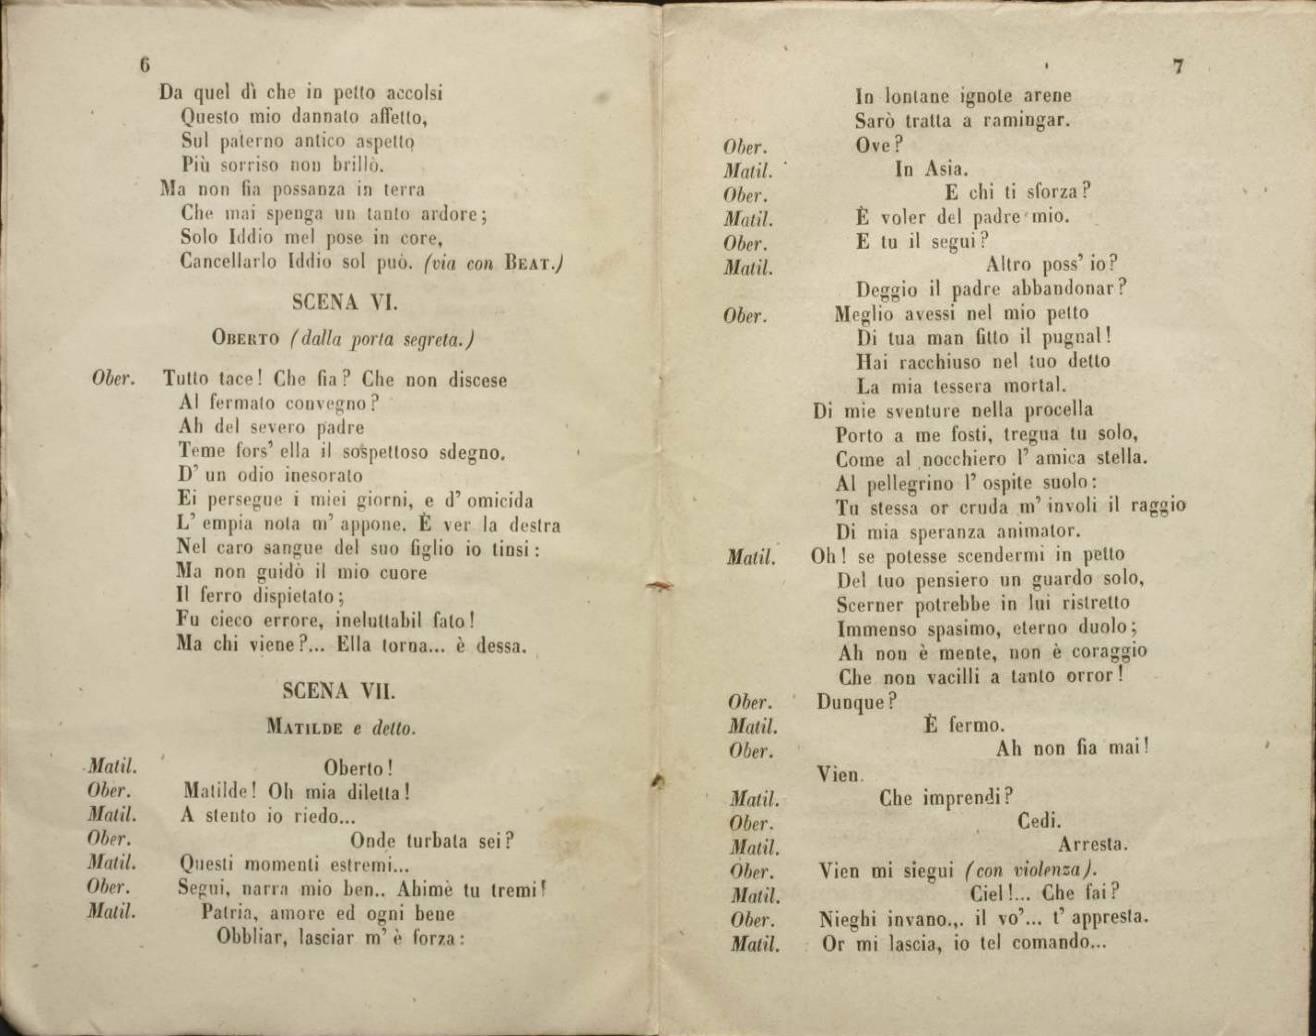 6
Da quel dì che in petto accolsi
Questo mio dannato affetto,
Sul paterno antico aspetto
Più sorriso non brillò.
Ma non fia possanza in terra
Che mai spenga un tanto ardore;
Solo Iddio mel pose in core,
Cancellarlo Iddio sol può. (via con BEAT.)
SCENA VI.
OBERTO (dalla porta segreta.)
Ober. Tutto tace! Che fia? Che non discese
Al fermato convegno?
Ah del severo padre
Teme fors' ella il sospettoso sdegno.
D' un odio inesorato
Ei persegue i miei giorni, e d' omicida
L' empia nota m' appone. È ver la destra
Nel caro sangue del suo figlio io tinsi:
Ma non guidò il mio cuore
Il ferro dispietato;
Fu cieco errore, ineluttabil fato!
Ma chi viene?... Ella torna... è dessa.
SCENA VII.
MATILDE e detto.
Matil. Oberto!
Ober. Matilde! Oh mia diletta!
Matil. A stento io riedo...
Ober. Onde turbata sei?
Matil. Questi momenti estremi...
Ober. Segui, narra mio ben.. Ahimè tu tremi!
Matil. Patria, amore ed ogni bene
Obbliar, lasciar m' è forza:
7
In lontane ignote arene
Sarò tratta a ramingar.
Ober. Ove?
Matil. In Asia.
Ober. E chi ti sforza?
Matil. È voler del padre mio.
Ober. E tu il segui?
Matil. Altro poss' io?
Deggio il padre abbandonar?
Ober. Meglio avessi nel mio petto
Di tua man fitto il pugnal!
Hai racchiuso nel tuo detto
La mia tessera mortal.
Di mie sventure nella procella
Porto a me fosti, tregua tu solo,
Come al nocchiero l' amica stella.
Al pellegrino l' ospite suolo:
Tu stessa or cruda m' involi il raggio
Di mia speranza animator.
Matil. Oh! se potesse scendermi in petto
Del tuo pensiero un guardo solo,
Scerner potrebbe in lui ristretto
Immenso spasimo, eterno duolo;
Ah non è mente, non è coraggio
Che non vacilli a tanto orror!
Ober. Dunque?
Matil. È fermo.
Ober. Ah non fia mai!
Vien.
Matil. Che imprendi?
Ober. Cedi.
Matil. Arresta.
Ober. Vien mi siegui (con violenza).
Matil. Ciel!... Che fai?
Ober. Nieghi invano.,. il vo'... t' appresta.
Matil. Or mi lascia, io tel comando...